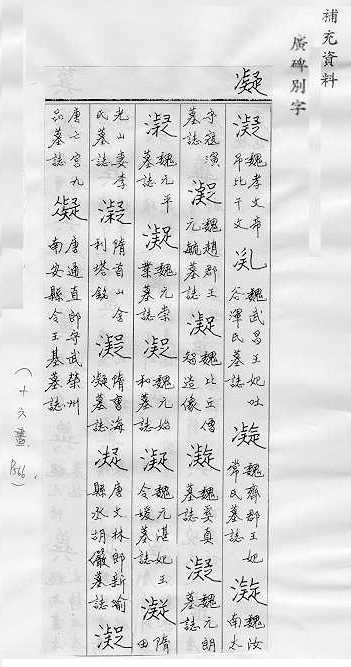 補充資料
廣碑別字
凝
凝 魏孝文帝弔比干文 魏武昌王妃吐谷渾氏墓誌 凝 魏齊郡王妃常氏墓誌 凝 魏汝南太
守寇演墓誌 凝 魏趙郡王元毓墓誌 凝 魏比丘僧智造像 凝 魏奚真墓誌 凝 魏元朗墓誌
凝 魏元平墓誌 凝 魏元崇業墓誌 凝 魏元始和墓誌 凝 魏元湛妃王令媛墓誌 凝 隋田
光山妻李氏墓誌 凝 隋首山舍利塔銘 凝 隋曹海凝墓誌 凝 唐文林郎新喻縣丞胡儼墓誌 凝
唐亡宮九品墓誌 凝 唐通直郎守武榮州南安縣令王基墓誌
(十六畫 P566)